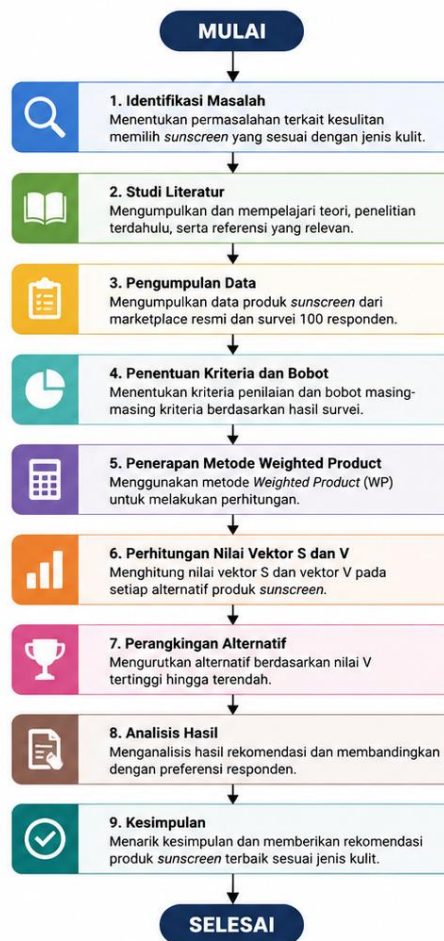 MULAI
1. Identifikasi Masalah
Menentukan permasalahan terkait kesulitan
memilih sunscreen yang sesuai dengan jenis kulit.
2. Studi Literatur
Mengumpulkan dan mempelajari teori, penelitian
terdahulu, serta referensi yang relevan.
3. Pengumpulan Data
Mengumpulkan data produk sunscreen dari
marketplace resmi dan survei 100 responden.
4. Penentuan Kriteria dan Bobot
Menentukan kriteria penilaian dan bobot masing-
masing kriteria berdasarkan hasil survei.
5. Penerapan Metode Weighted Product
Menggunakan metode Weighted Product (WP)
untuk melakukan perhitungan.
6. Perhitungan Nilai Vektor S dan V
Menghitung nilai vektor S dan vektor V pada
setiap alternatif produk sunscreen.
7. Perangkingan Alternatif
Mengurutkan alternatif berdasarkan nilai V
tertinggi hingga terendah.
8. Analisis Hasil
Menganalisis hasil rekomendasi dan membandingkan
dengan preferensi responden.
9. Kesimpulan
Menarik kesimpulan dan memberikan rekomendasi
produk sunscreen terbaik sesuai jenis kulit.
SELESAI